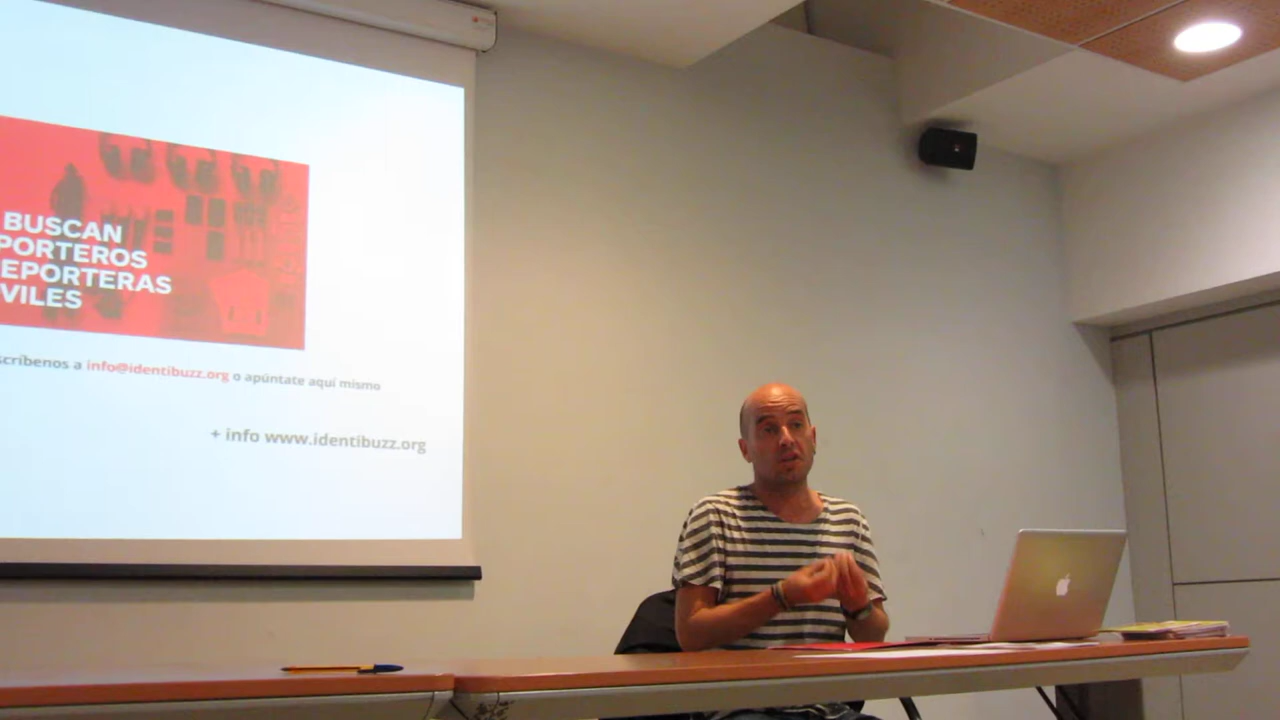 BUSCAN
PORTEROS
EPORTERAS
VILES
scríbenos a info@identibuzz.org o apúntate aquí mismo
+ info www.identibuzz.org